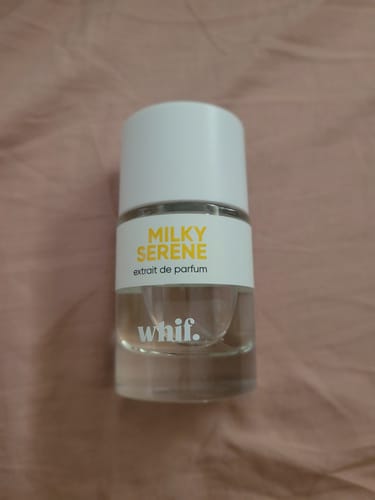 MILKY
SERENE
extrait de parfum
whif.